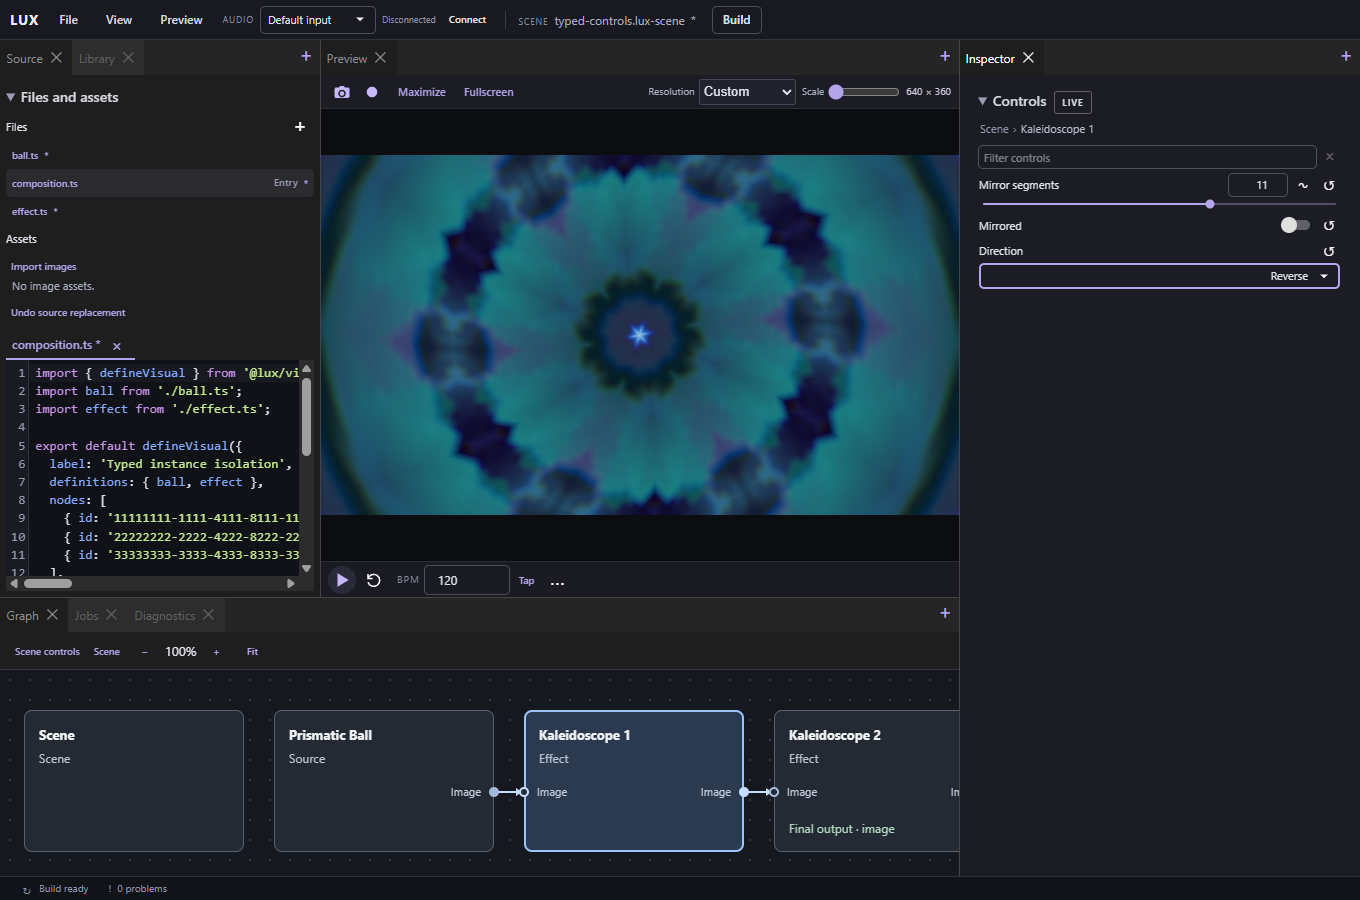 LUX File View Preview AUDIO Default input Disconnected Connect SCENE typed-controls.lux-scene * Build
Source Library
Files and assets
Files
ball.ts *
composition.ts Entry *
effect.ts *
Assets
Import images
No image assets.
Undo source replacement
composition.ts *
1 import { defineVisual } from '@lux/vi
2 import ball from './ball.ts';
3 import effect from './effect.ts';
4
5 export default defineVisual({
6 label: 'Typed instance isolation',
7 definitions: { ball, effect },
8 nodes: [
9 { id: '11111111-1111-4111-8111-11
10 { id: '22222222-2222-4222-8222-22
11 { id: '33333333-3333-4333-8333-33
12 ],
Preview
Maximize Fullscreen Resolution Custom Scale 640 × 360
BPM 120 Tap ...
Inspector
Controls LIVE
Scene › Kaleidoscope 1
Filter controls
Mirror segments 11
Mirrored
Direction
Reverse
Graph Jobs Diagnostics
Scene controls Scene − 100% + Fit
Scene
Scene
Prismatic Ball
Source
Image
Kaleidoscope 1
Effect
Image Image
Kaleidoscope 2
Effect
Image
Final output · image
Build ready ! 0 problems